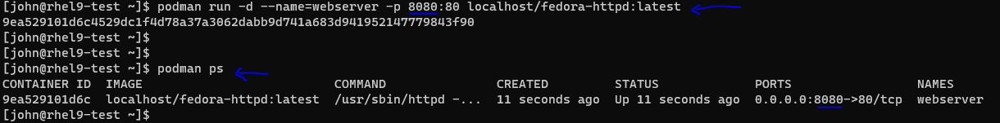 [john@rhel9-test ~]$ podman run -d --name=webserver -p 8080:80 localhost/fedora-httpd:latest
9ea529101d6c4529dc1f4d78a37a3062dabb9d741a683d941952147779843f90
[john@rhel9-test ~]$
[john@rhel9-test ~]$
[john@rhel9-test ~]$ podman ps
CONTAINER ID  IMAGE                          COMMAND               CREATED         STATUS             PORTS                 NAMES
9ea529101d6c  localhost/fedora-httpd:latest  /usr/sbin/httpd -...  11 seconds ago  Up 11 seconds ago  0.0.0.0:8080->80/tcp  webserver
[john@rhel9-test ~]$